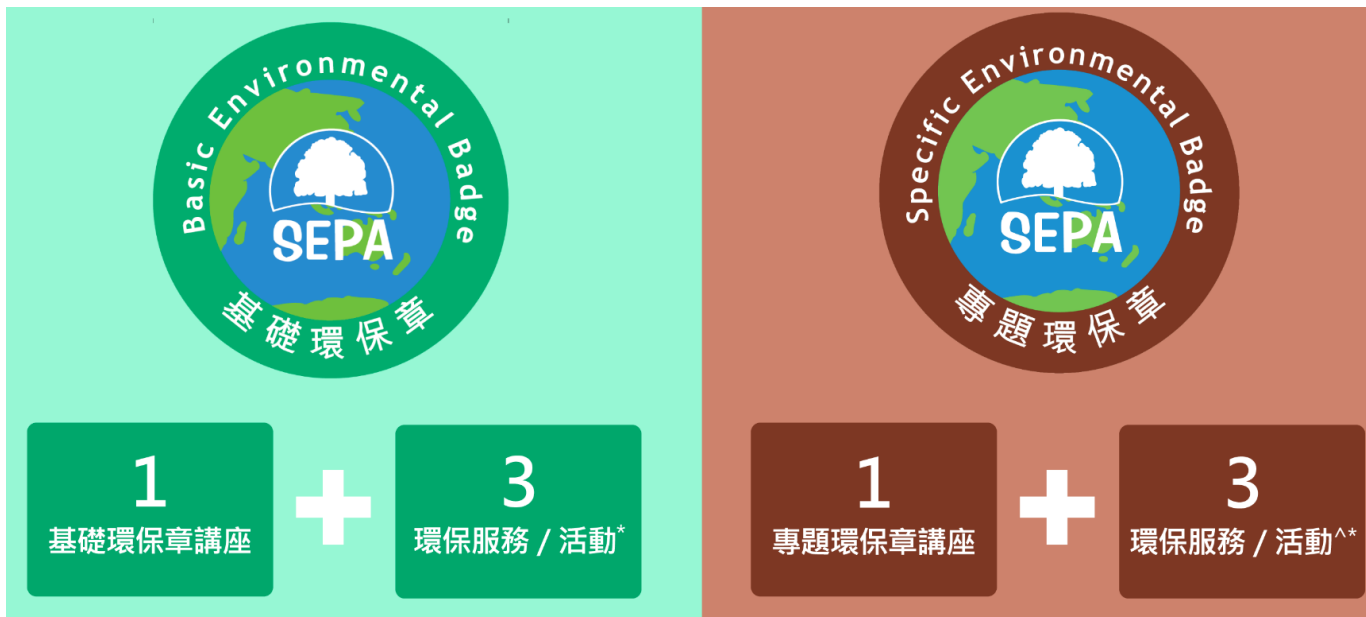 Basic Environmental Badge
SEPA
基礎環保章
1
基礎環保章講座
3
環保服務 / 活動*
Specific Environmental Badge
SEPA
專題環保章
1
專題環保章講座
3
環保服務 / 活動^*